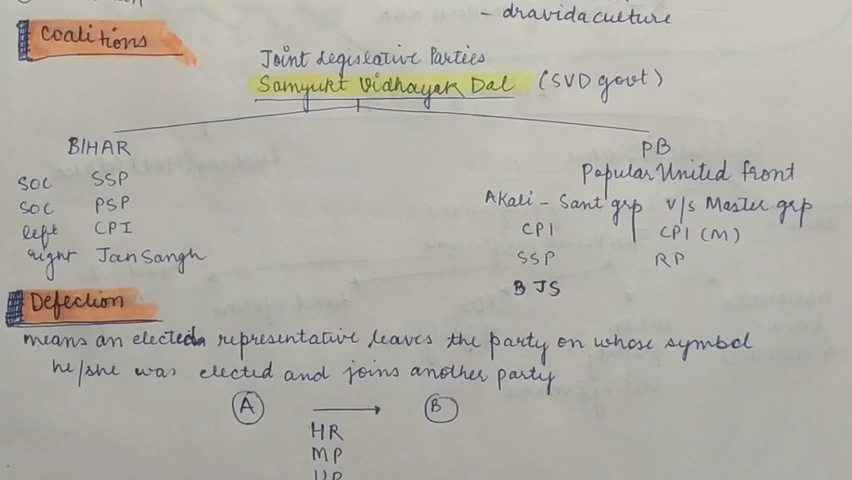 - dravida culture
Coalitions
Joint Legislative Parties
Samyukt Vidhayak Dal (SVD govt)
BIHAR
SOC SSP
SOC PSP
left CPI
right Jan Sangh
PB
Popular United front
Akali - Sant grp v/s Master grp
CPI CPI (M)
SSP RP
BJS
Defection
means an elected representative leaves the party on whose symbol
he/she was elected and joins another party
A → B
HR
MP
UP